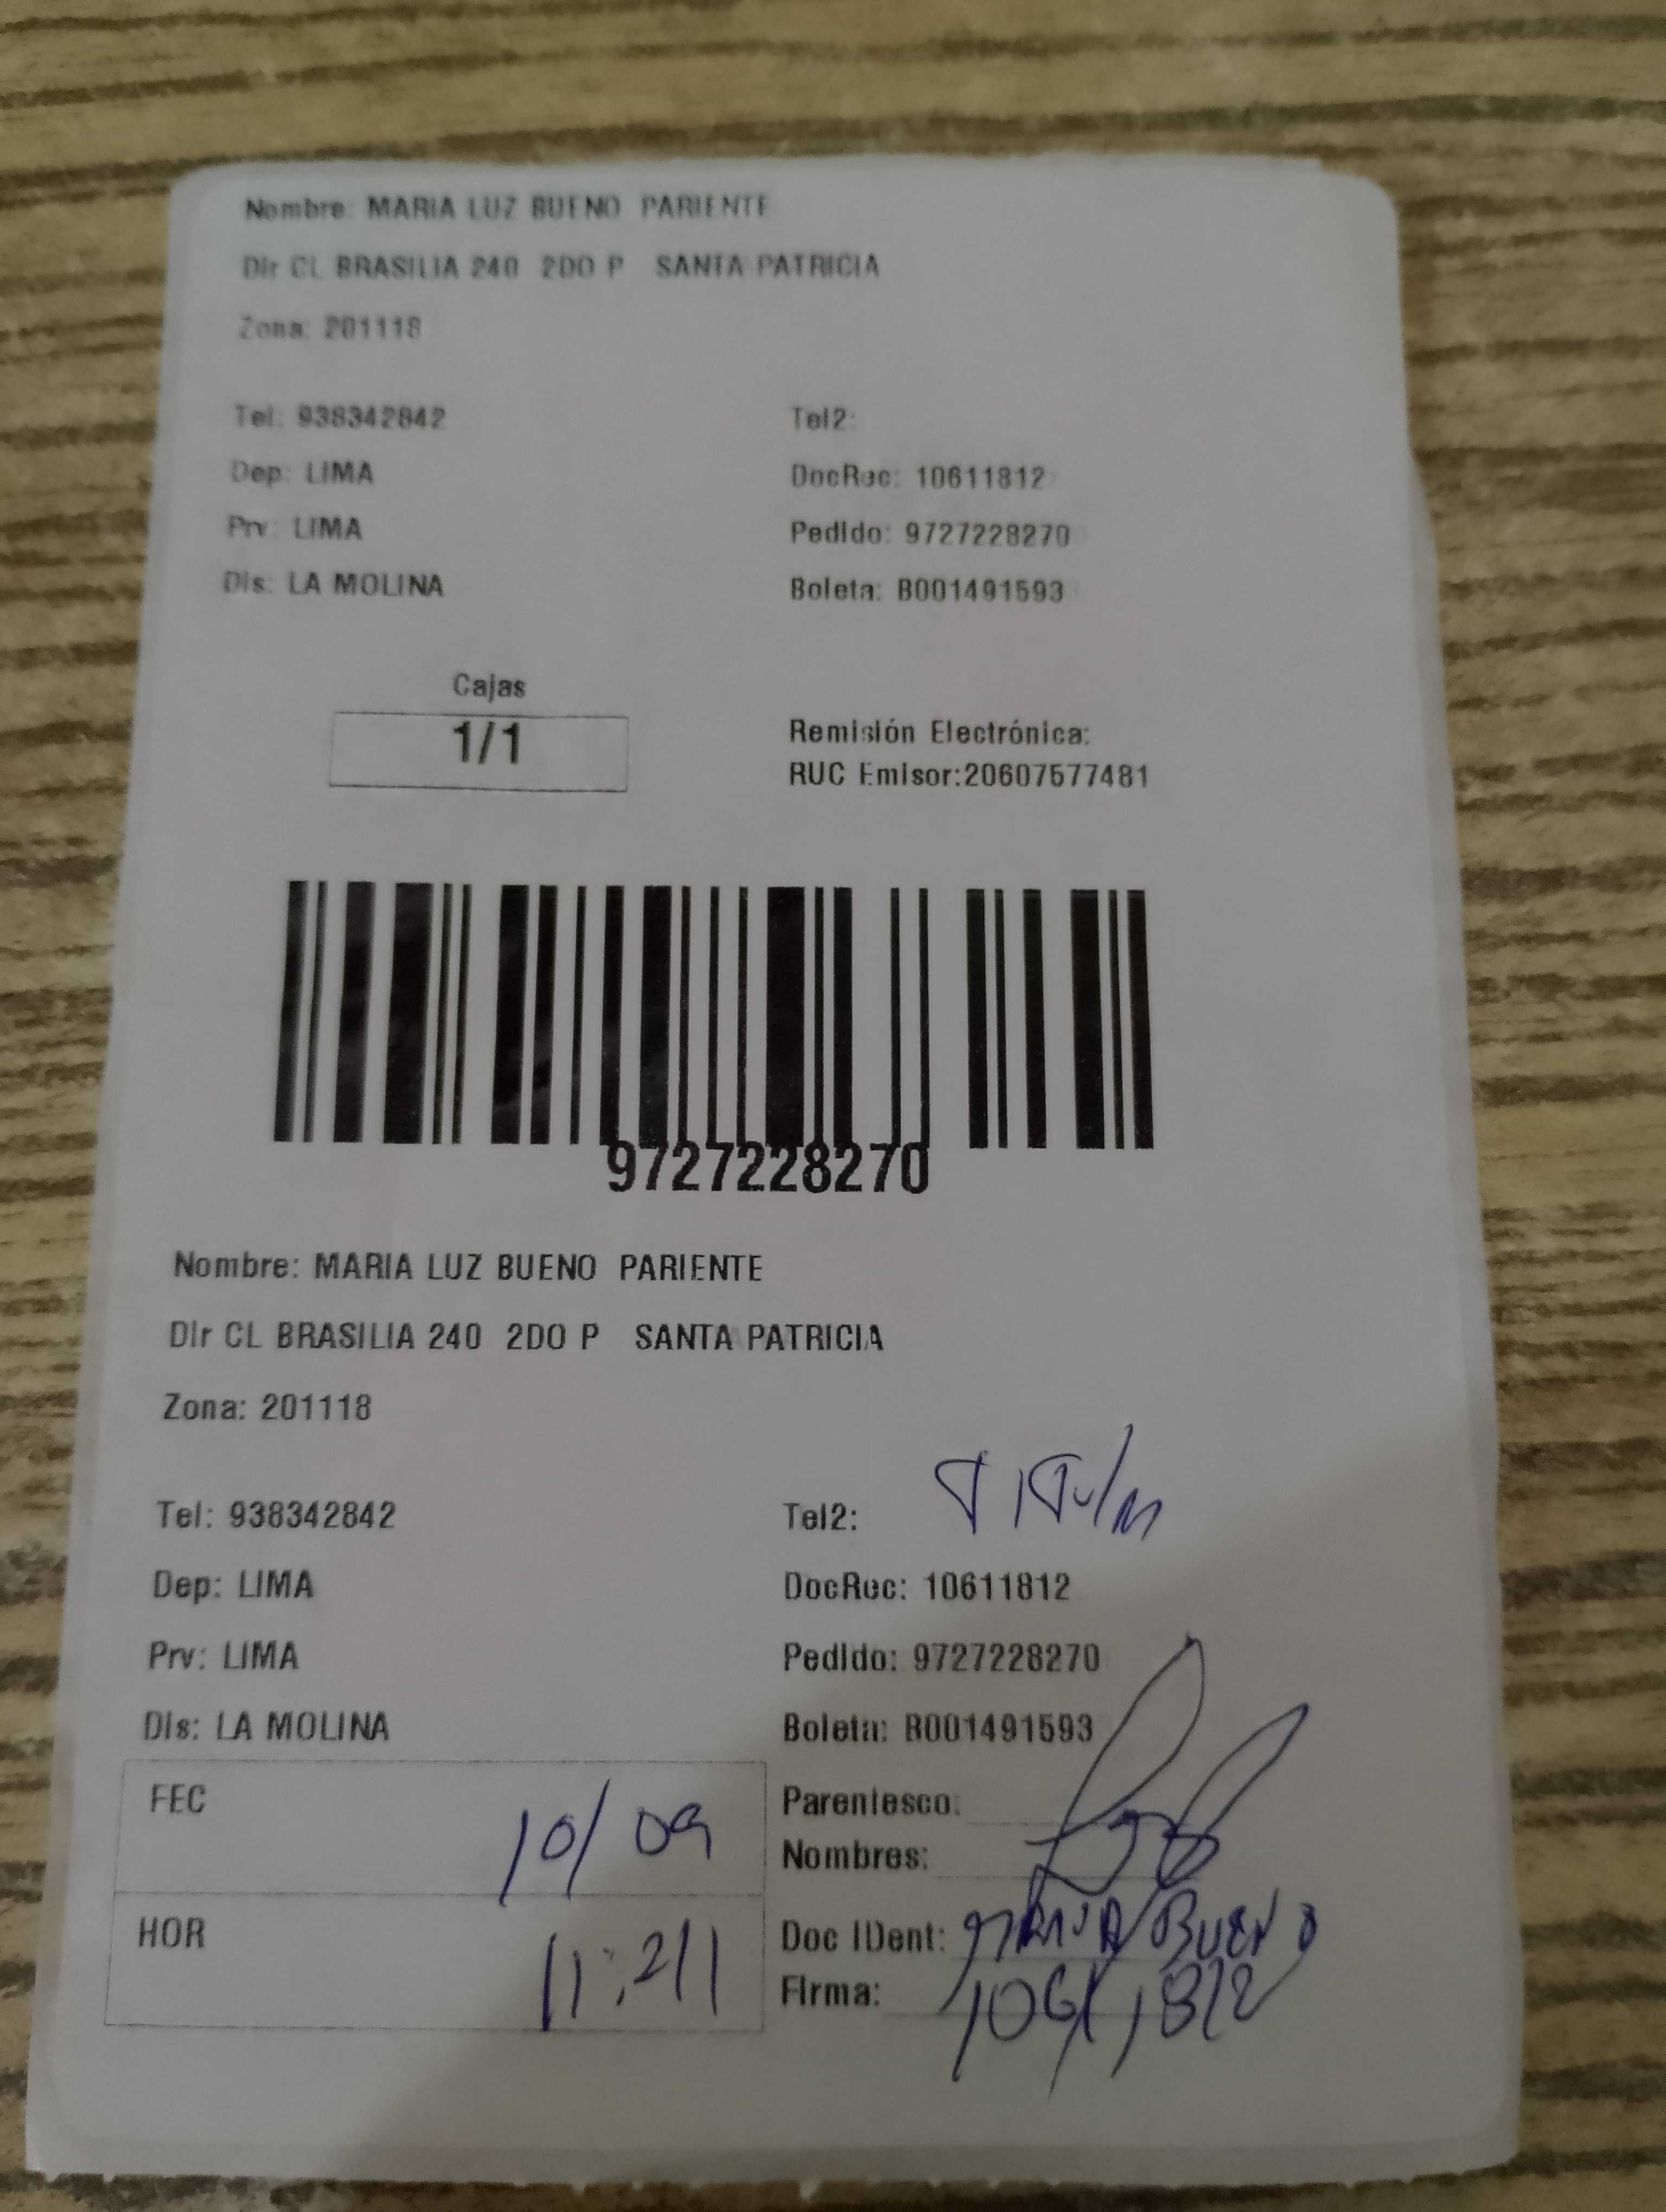 Nombre: MARIA LUZ BUENO PARIENTE
Dir CL BRASILIA 240 2DO P SANTA PATRICIA
Zona: 201118
Tel: 938342842 Tel2:
Dep: LIMA DocRec: 10611812
Prv: LIMA Pedido: 9727228270
Dis: LA MOLINA Boleta: B001491593
Cajas
1/1
Remisión Electrónica:
RUC Emisor:20607577481
9727228270
Nombre: MARIA LUZ BUENO PARIENTE
Dir CL BRASILIA 240 2DO P SANTA PATRICIA
Zona: 201118
Tel: 938342842 Tel2:
Dep: LIMA DocRec: 10611812
Prv: LIMA Pedido: 9727228270
Dis: LA MOLINA Boleta: B001491593
FEC 10/09 Parentesco:
Nombres:
HOR Doc IDent: MARIA BUENO
Firma: 10611812